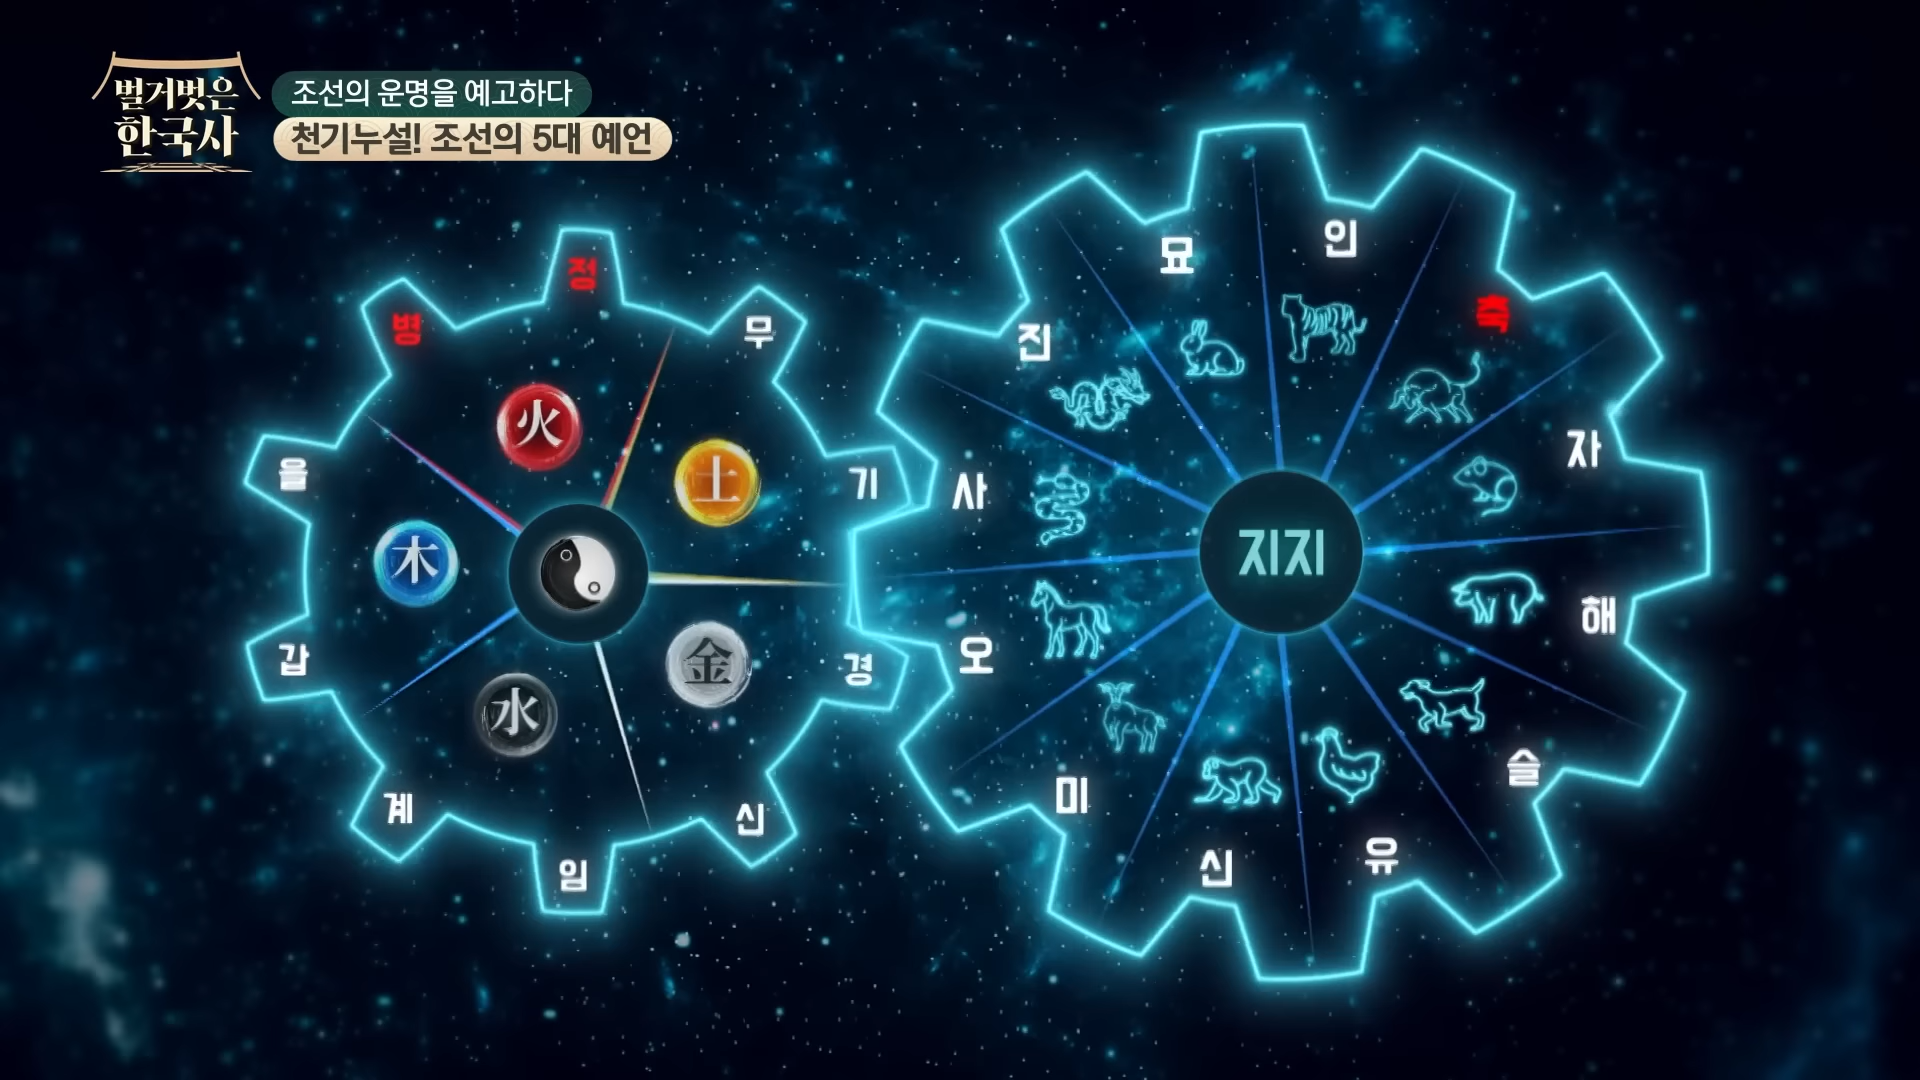 벌거벗은
한국사
조선의 운명을 예고하다
천기누설! 조선의 5대 예언
정
병
무
을
기
갑
경
계
신
임
火
土
木
金
水
묘
인
진
축
사
자
오
해
미
슬
신
유
지지